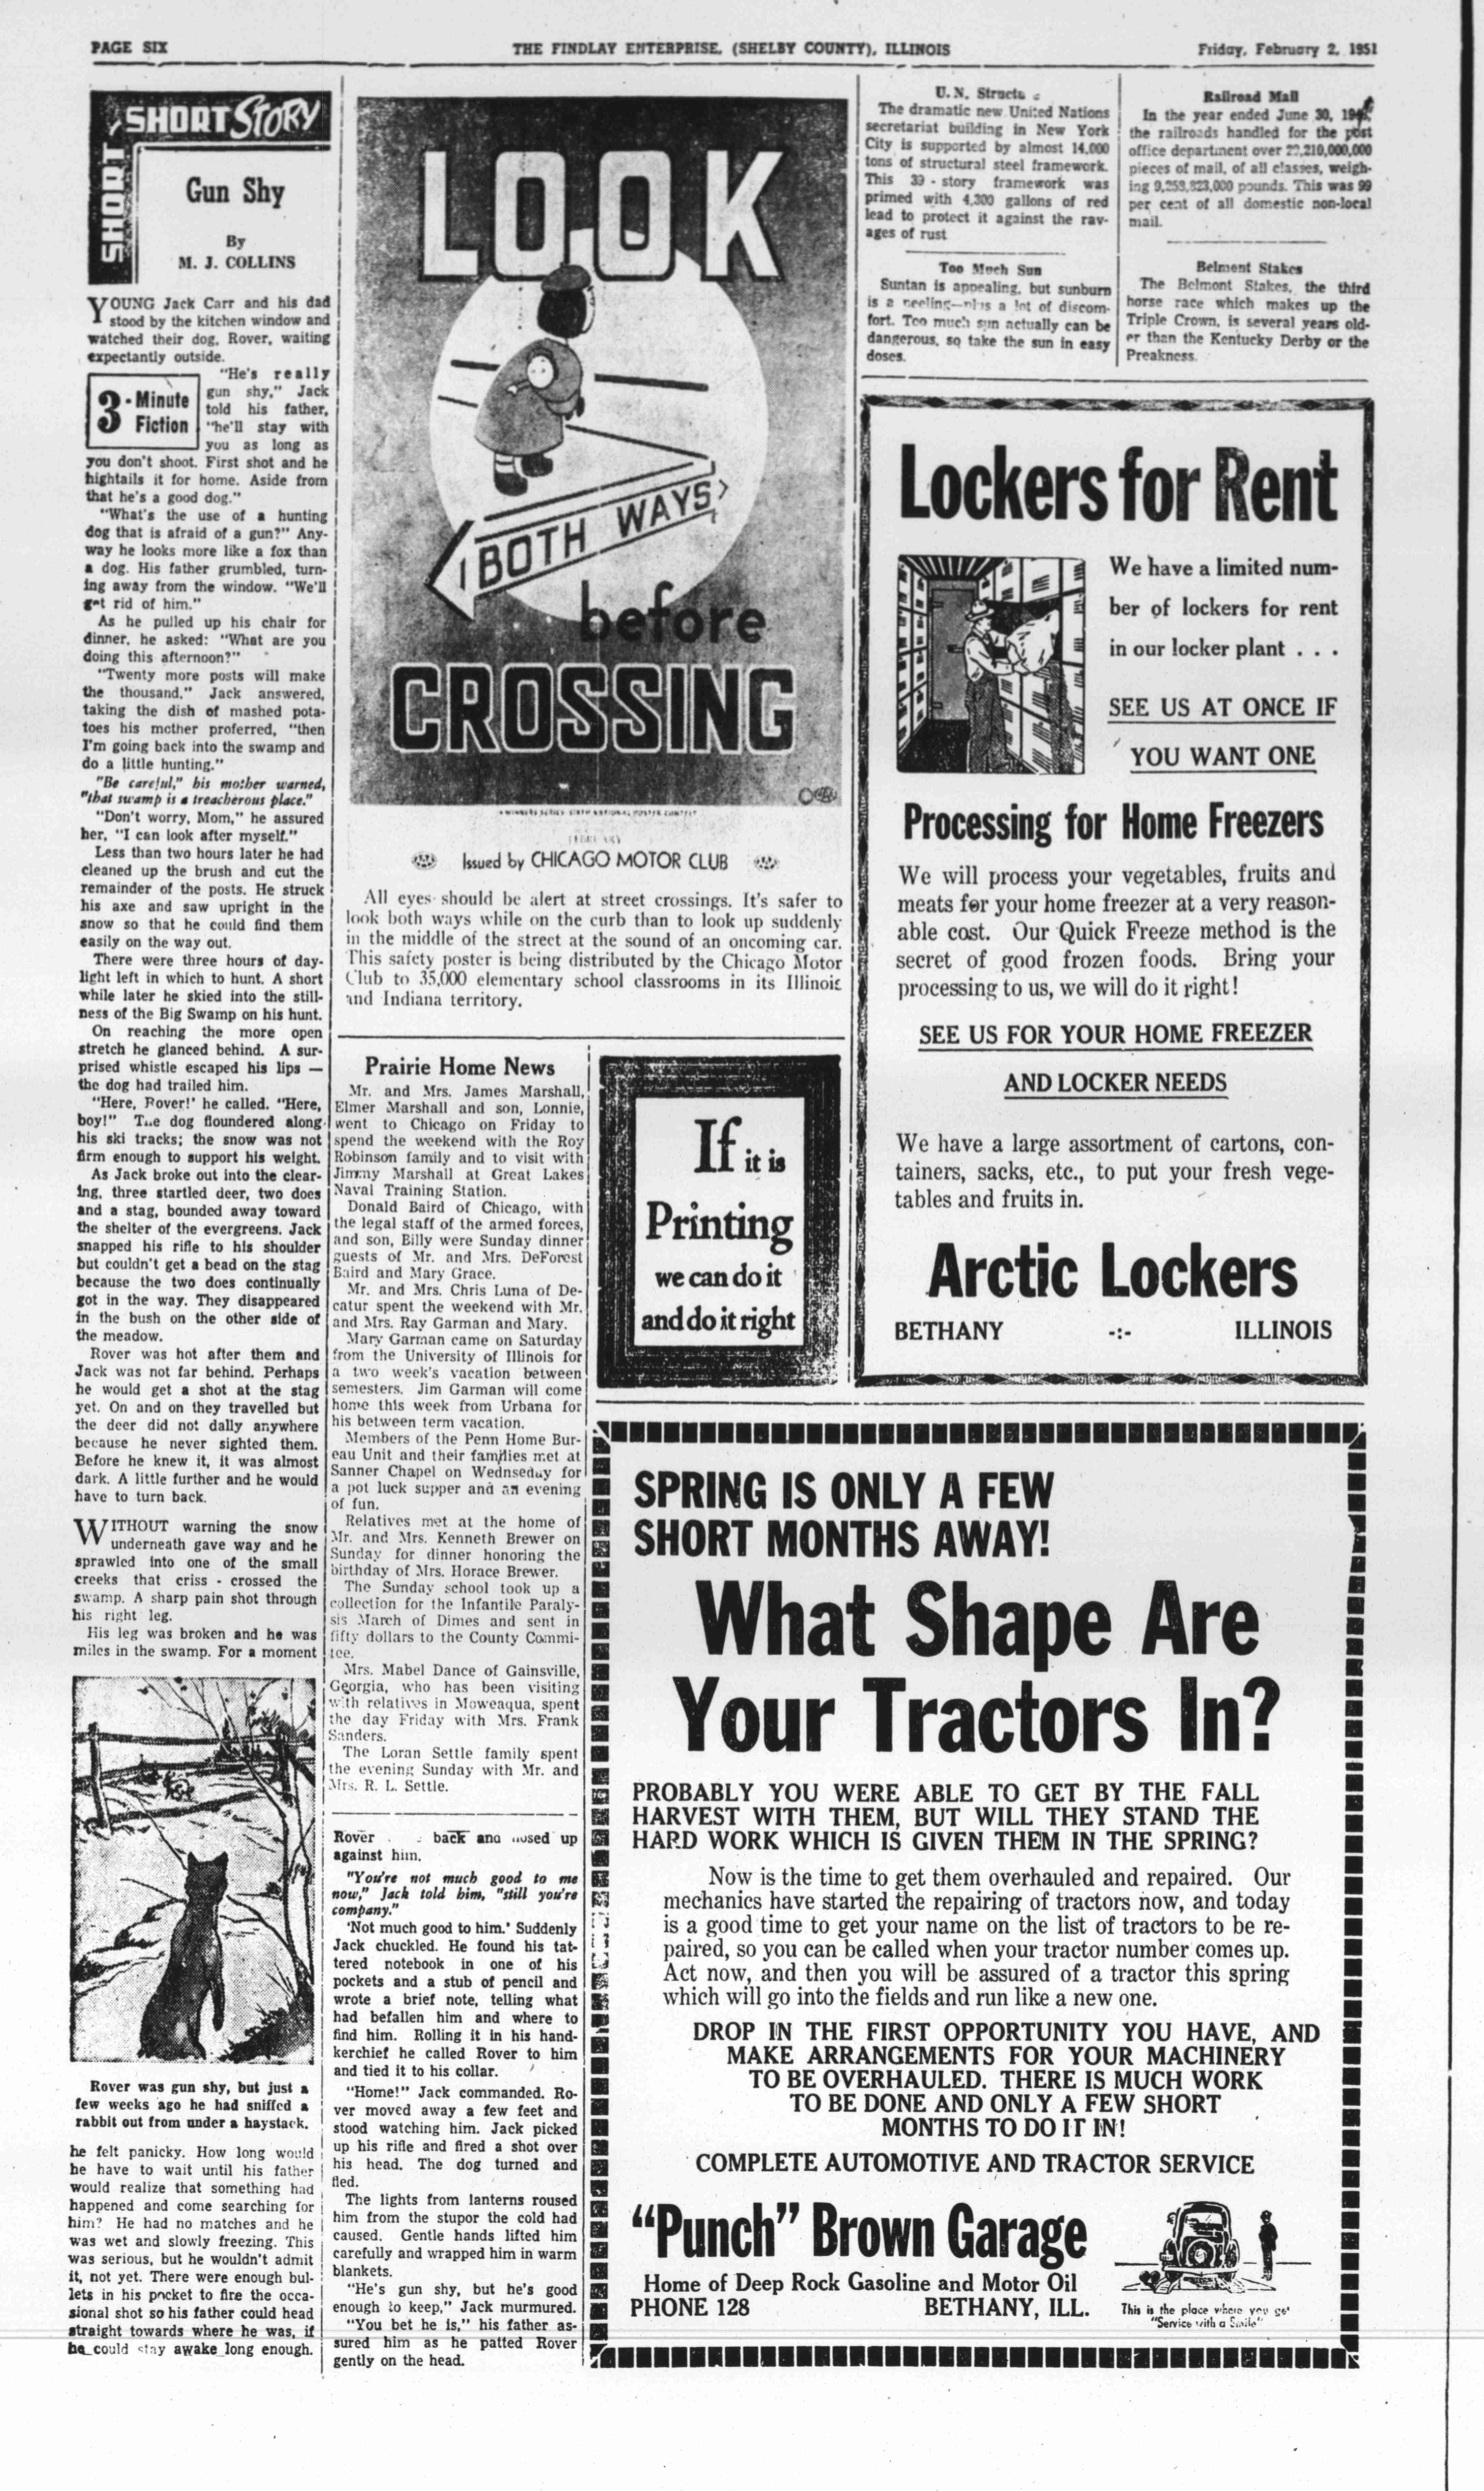 PAGE SIX
THE FINDLAY ENTERPRISE, (SHELBY COUNTY), ILLINOIS
Friday, February 2, 1951
SHORT SHORT STORY
Gun Shy
By
M. J. COLLINS
YOUNG Jack Carr and his dad
stood by the kitchen window and
watched their dog, Rover, waiting
expectantly outside.
3-Minute
Fiction
"He's really
gun shy," Jack
told his father,
"he'll stay with
you as long as
you don't shoot. First shot and he
hightails it for home. Aside from
that he's a good dog."
"What's the use of a hunting
dog that is afraid of a gun?" Any-
way he looks more like a fox than
a dog. His father grumbled, turn-
ing away from the window. "We'll
get rid of him."
As he pulled up his chair for
dinner, he asked: "What are you
doing this afternoon?"
"Twenty more posts will make
the thousand," Jack answered,
taking the dish of mashed pota-
toes his mother proferred, "then
I'm going back into the swamp and
do a little hunting."
"Be careful," his mother warned,
"that swamp is a treacherous place."
"Don't worry, Mom," he assured
her, "I can look after myself."
Less than two hours later he had
cleaned up the brush and cut the
remainder of the posts. He struck
his axe and saw upright in the
snow so that he could find them
easily on the way out.
There were three hours of day-
light left in which to hunt. A short
while later he skied into the still-
ness of the Big Swamp on his hunt.
On reaching the more open
stretch he glanced behind. A sur-
prised whistle escaped his lips —
the dog had trailed him.
"Here, Rover!' he called. "Here,
boy!" The dog floundered along
his ski tracks; the snow was not
firm enough to support his weight.
As Jack broke out into the clear-
ing, three startled deer, two does
and a stag, bounded away toward
the shelter of the evergreens. Jack
snapped his rifle to his shoulder
but couldn't get a bead on the stag
because the two does continually
got in the way. They disappeared
in the bush on the other side of
the meadow.
Rover was hot after them and
Jack was not far behind. Perhaps
he would get a shot at the stag
yet. On and on they travelled but
the deer did not dally anywhere
because he never sighted them.
Before he knew it, it was almost
dark. A little further and he would
have to turn back.
WITHOUT warning the snow
underneath gave way and he
sprawled into one of the small
creeks that criss - crossed the
swamp. A sharp pain shot through
his right leg.
His leg was broken and he was
miles in the swamp. For a moment
Rover was gun shy, but just a
few weeks ago he had sniffed a
rabbit out from under a haystack.
he felt panicky. How long would
he have to wait until his father
would realize that something had
happened and come searching for
him? He had no matches and he
was wet and slowly freezing. This
was serious, but he wouldn't admit
it, not yet. There were enough bul-
lets in his pocket to fire the occa-
sional shot so his father could head
straight towards where he was, if
he could stay awake long enough.
LOOK
BOTH WAYS
before
CROSSING
FEBRUARY
Issued by CHICAGO MOTOR CLUB
All eyes should be alert at street crossings. It's safer to
look both ways while on the curb than to look up suddenly
in the middle of the street at the sound of an oncoming car.
This safety poster is being distributed by the Chicago Motor
Club to 35,000 elementary school classrooms in its Illinois
and Indiana territory.
Prairie Home News
Mr. and Mrs. James Marshall,
Elmer Marshall and son, Lonnie,
went to Chicago on Friday to
spend the weekend with the Roy
Robinson family and to visit with
Jimmy Marshall at Great Lakes
Naval Training Station.
Donald Baird of Chicago, with
the legal staff of the armed forces,
and son, Billy were Sunday dinner
guests of Mr. and Mrs. DeForest
Baird and Mary Grace.
Mr. and Mrs. Chris Luna of De-
catur spent the weekend with Mr.
and Mrs. Ray Garman and Mary.
Mary Garman came on Saturday
from the University of Illinois for
a two week's vacation between
semesters. Jim Garman will come
home this week from Urbana for
his between term vacation.
Members of the Penn Home Bur-
eau Unit and their families met at
Sanner Chapel on Wednseday for
a pot luck supper and an evening
of fun.
Relatives met at the home of
Mr. and Mrs. Kenneth Brewer on
Sunday for dinner honoring the
birthday of Mrs. Horace Brewer.
The Sunday school took up a
collection for the Infantile Paraly-
sis March of Dimes and sent in
fifty dollars to the County Commi-
tee.
Mrs. Mabel Dance of Gainsville,
Georgia, who has been visiting
with relatives in Moweaqua, spent
the day Friday with Mrs. Frank
Sanders.
The Loran Settle family spent
the evening Sunday with Mr. and
Mrs. R. L. Settle.
Rover back and nosed up
against him.
"You're not much good to me
now," Jack told him, "still you're
company."
'Not much good to him.' Suddenly
Jack chuckled. He found his tat-
tered notebook in one of his
pockets and a stub of pencil and
wrote a brief note, telling what
had befallen him and where to
find him. Rolling it in his hand-
kerchief he called Rover to him
and tied it to his collar.
"Home!" Jack commanded. Ro-
ver moved away a few feet and
stood watching him. Jack picked
up his rifle and fired a shot over
his head. The dog turned and
fled.
The lights from lanterns roused
him from the stupor the cold had
caused. Gentle hands lifted him
carefully and wrapped him in warm
blankets.
"He's gun shy, but he's good
enough to keep," Jack murmured.
"You bet he is," his father as-
sured him as he patted Rover
gently on the head.
If it is
Printing
we can do it
and do it right
U. N. Structu
The dramatic new United Nations
secretariat building in New York
City is supported by almost 14,000
tons of structural steel framework.
This 39 - story framework was
primed with 4,300 gallons of red
lead to protect it against the rav-
ages of rust
Too Much Sun
Suntan is appealing, but sunburn
is a peeling—plus a lot of discom-
fort. Too much sun actually can be
dangerous, so take the sun in easy
doses.
Railroad Mail
In the year ended June 30,
the railroads handled for the post
office department over
pieces of mail, of all classes, weigh-
ing 9,253,823,000 pounds. This was 99
per cent of all domestic non-local
mail.
Belmont Stakes
The Belmont Stakes, the third
horse race which makes up the
Triple Crown, is several years old-
er than the Kentucky Derby or the
Preakness.
Lockers for Rent
We have a limited num-
ber of lockers for rent
in our locker plant . . .
SEE US AT ONCE IF
YOU WANT ONE
Processing for Home Freezers
We will process your vegetables, fruits and
meats for your home freezer at a very reason-
able cost. Our Quick Freeze method is the
secret of good frozen foods. Bring your
processing to us, we will do it right!
SEE US FOR YOUR HOME FREEZER
AND LOCKER NEEDS
We have a large assortment of cartons, con-
tainers, sacks, etc., to put your fresh vege-
tables and fruits in.
Arctic Lockers
BETHANY -:- ILLINOIS
SPRING IS ONLY A FEW
SHORT MONTHS AWAY!
What Shape Are
Your Tractors In?
PROBABLY YOU WERE ABLE TO GET BY THE FALL
HARVEST WITH THEM, BUT WILL THEY STAND THE
HARD WORK WHICH IS GIVEN THEM IN THE SPRING?
Now is the time to get them overhauled and repaired. Our
mechanics have started the repairing of tractors now, and today
is a good time to get your name on the list of tractors to be re-
paired, so you can be called when your tractor number comes up.
Act now, and then you will be assured of a tractor this spring
which will go into the fields and run like a new one.
DROP IN THE FIRST OPPORTUNITY YOU HAVE, AND
MAKE ARRANGEMENTS FOR YOUR MACHINERY
TO BE OVERHAULED. THERE IS MUCH WORK
TO BE DONE AND ONLY A FEW SHORT
MONTHS TO DO IT IN!
COMPLETE AUTOMOTIVE AND TRACTOR SERVICE
"Punch" Brown Garage
Home of Deep Rock Gasoline and Motor Oil
PHONE 128 BETHANY, ILL.
This is the place where you get
"Service with a Smile"